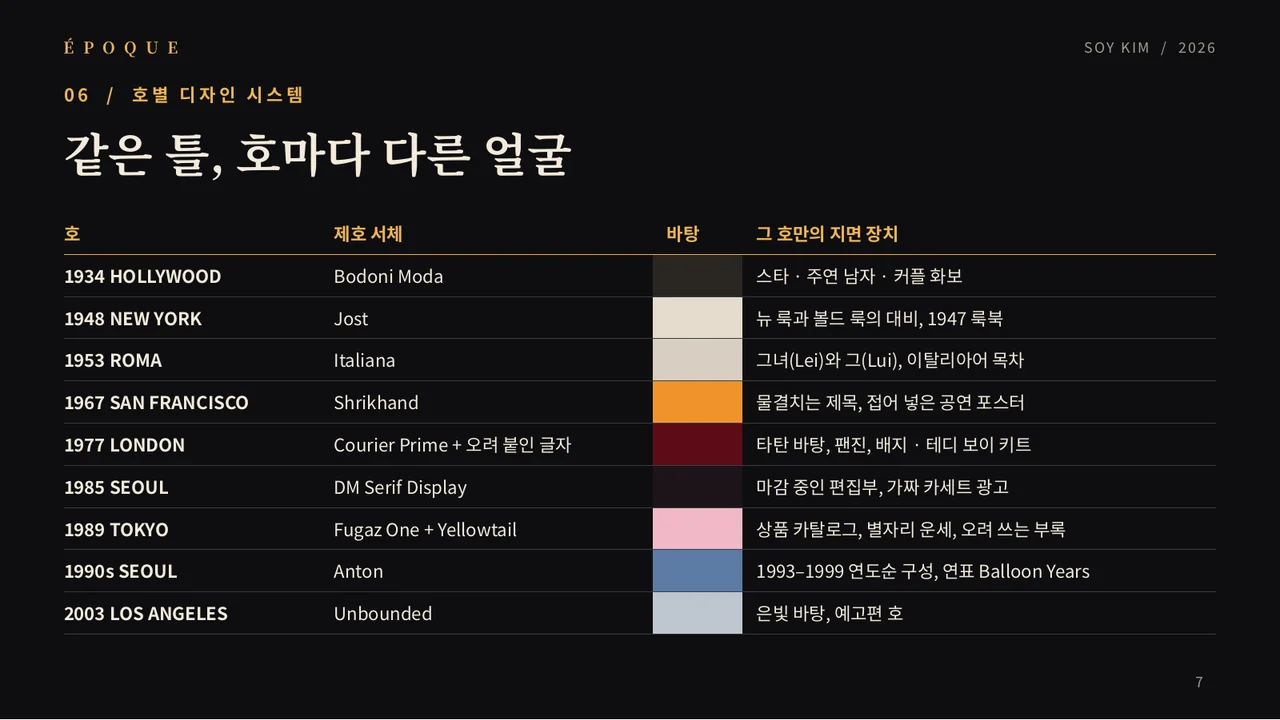 ÉPOQUE
SOY KIM / 2026
06 / 호별 디자인 시스템
같은 틀, 호마다 다른 얼굴
호 제호 서체 바탕 그 호만의 지면 장치
1934 HOLLYWOOD Bodoni Moda 스타 · 주연 남자 · 커플 화보
1948 NEW YORK Jost 뉴 룩과 볼드 룩의 대비, 1947 룩북
1953 ROMA Italiana 그녀(Lei)와 그(Lui), 이탈리아어 목차
1967 SAN FRANCISCO Shrikhand 물결치는 제목, 접어 넣은 공연 포스터
1977 LONDON Courier Prime + 오려 붙인 글자 타탄 바탕, 팬진, 배지 · 테디 보이 키트
1985 SEOUL DM Serif Display 마감 중인 편집부, 가짜 카세트 광고
1989 TOKYO Fugaz One + Yellowtail 상품 카탈로그, 별자리 운세, 오려 쓰는 부록
1990s SEOUL Anton 1993–1999 연도순 구성, 연표 Balloon Years
2003 LOS ANGELES Unbounded 은빛 바탕, 예고편 호
7